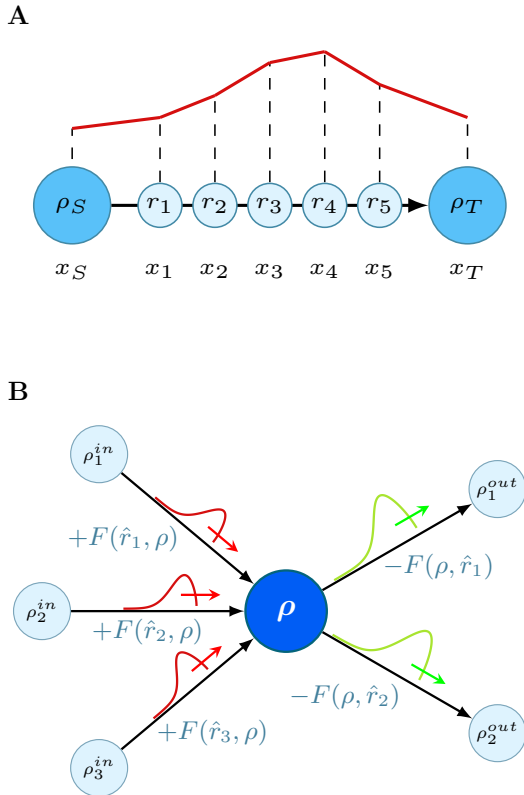 A
ρ_S r_1 r_2 r_3 r_4 r_5 ρ_T
x_S x_1 x_2 x_3 x_4 x_5 x_T
B
ρ_1^{in}
ρ_1^{out}
+F(r̂_1, ρ)
−F(ρ, r̂_1)
ρ_2^{in}
ρ
+F(r̂_2, ρ)
−F(ρ, r̂_2)
+F(r̂_3, ρ)
ρ_2^{out}
ρ_3^{in}